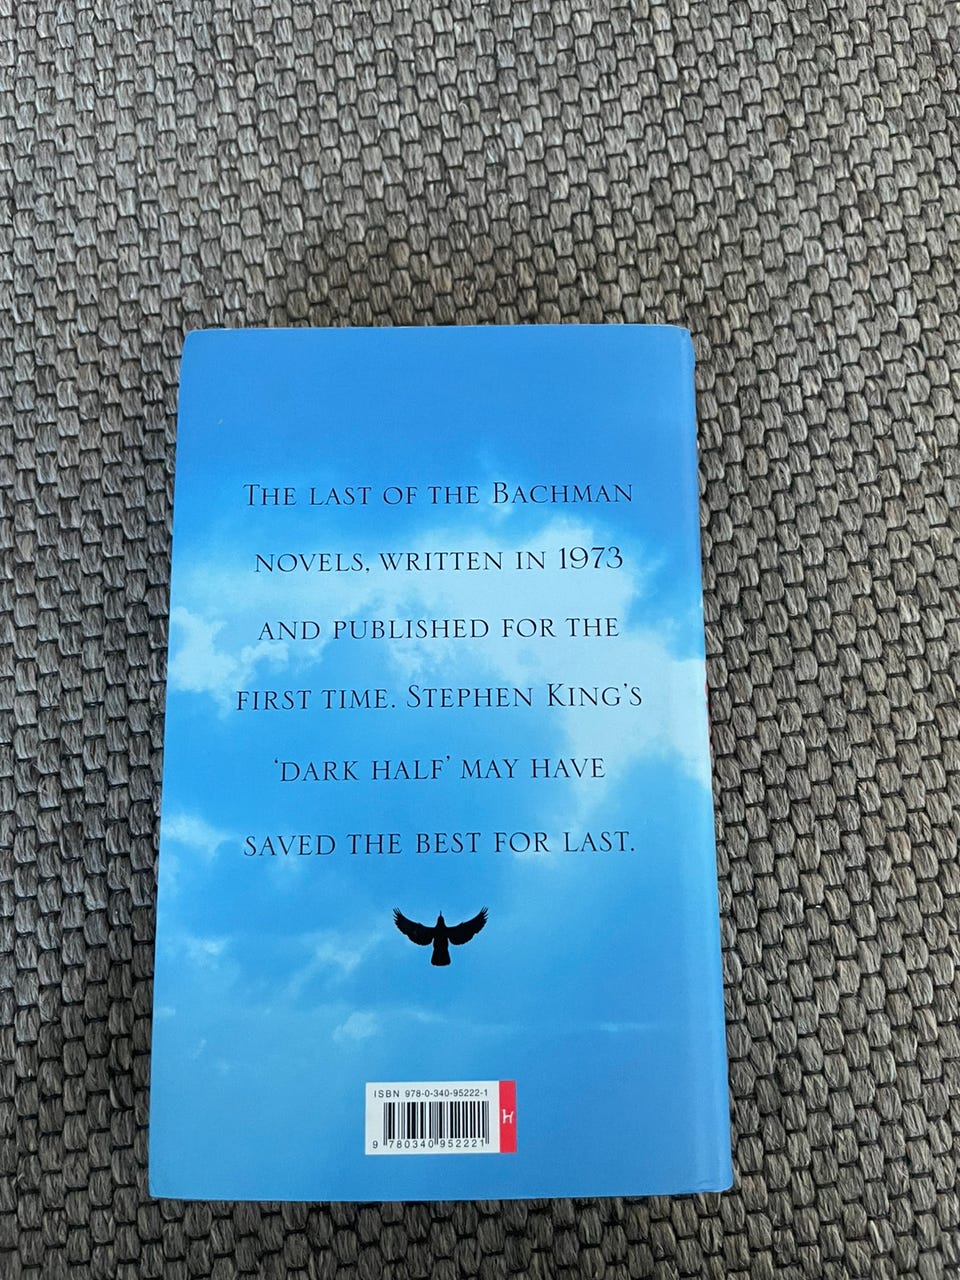 THE LAST OF THE BACHMAN
NOVELS, WRITTEN IN 1973
AND PUBLISHED FOR THE
FIRST TIME. STEPHEN KING'S
'DARK HALF' MAY HAVE
SAVED THE BEST FOR LAST.
ISBN 978-0-340-95222-1
9 780340 952221